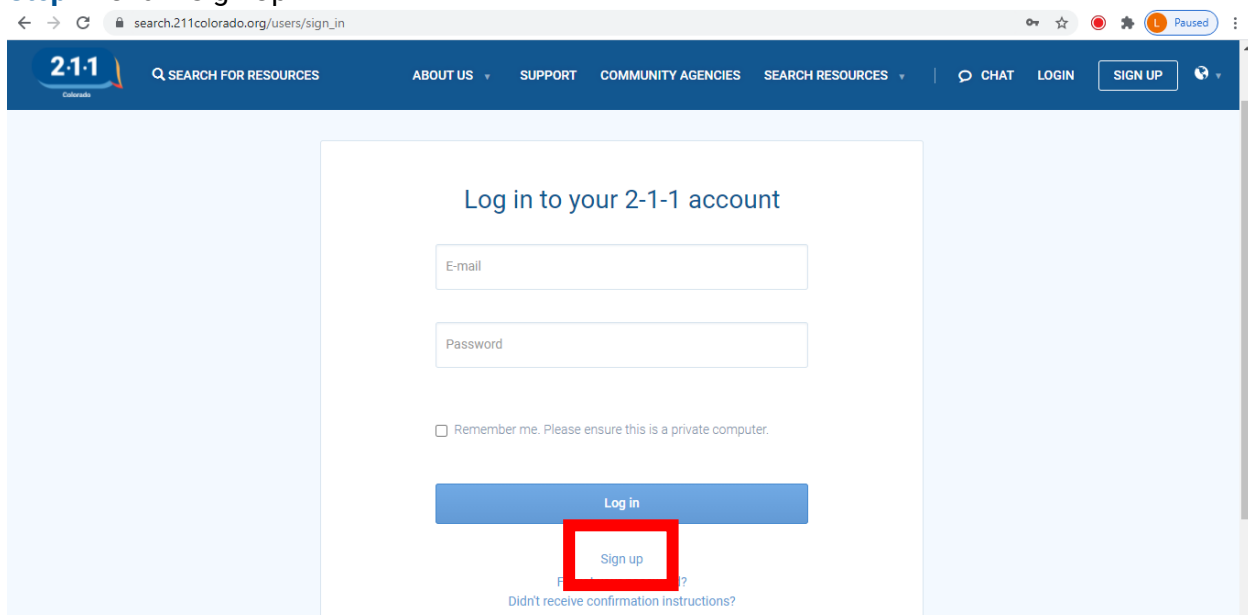 search.211colorado.org/users/sign_in
L Paused
2·1·1
Colorado
SEARCH FOR RESOURCES ABOUT US SUPPORT COMMUNITY AGENCIES SEARCH RESOURCES CHAT LOGIN SIGN UP
Log in to your 2-1-1 account
E-mail
Password
Remember me. Please ensure this is a private computer.
Log in
Sign up
Didn't receive confirmation instructions?